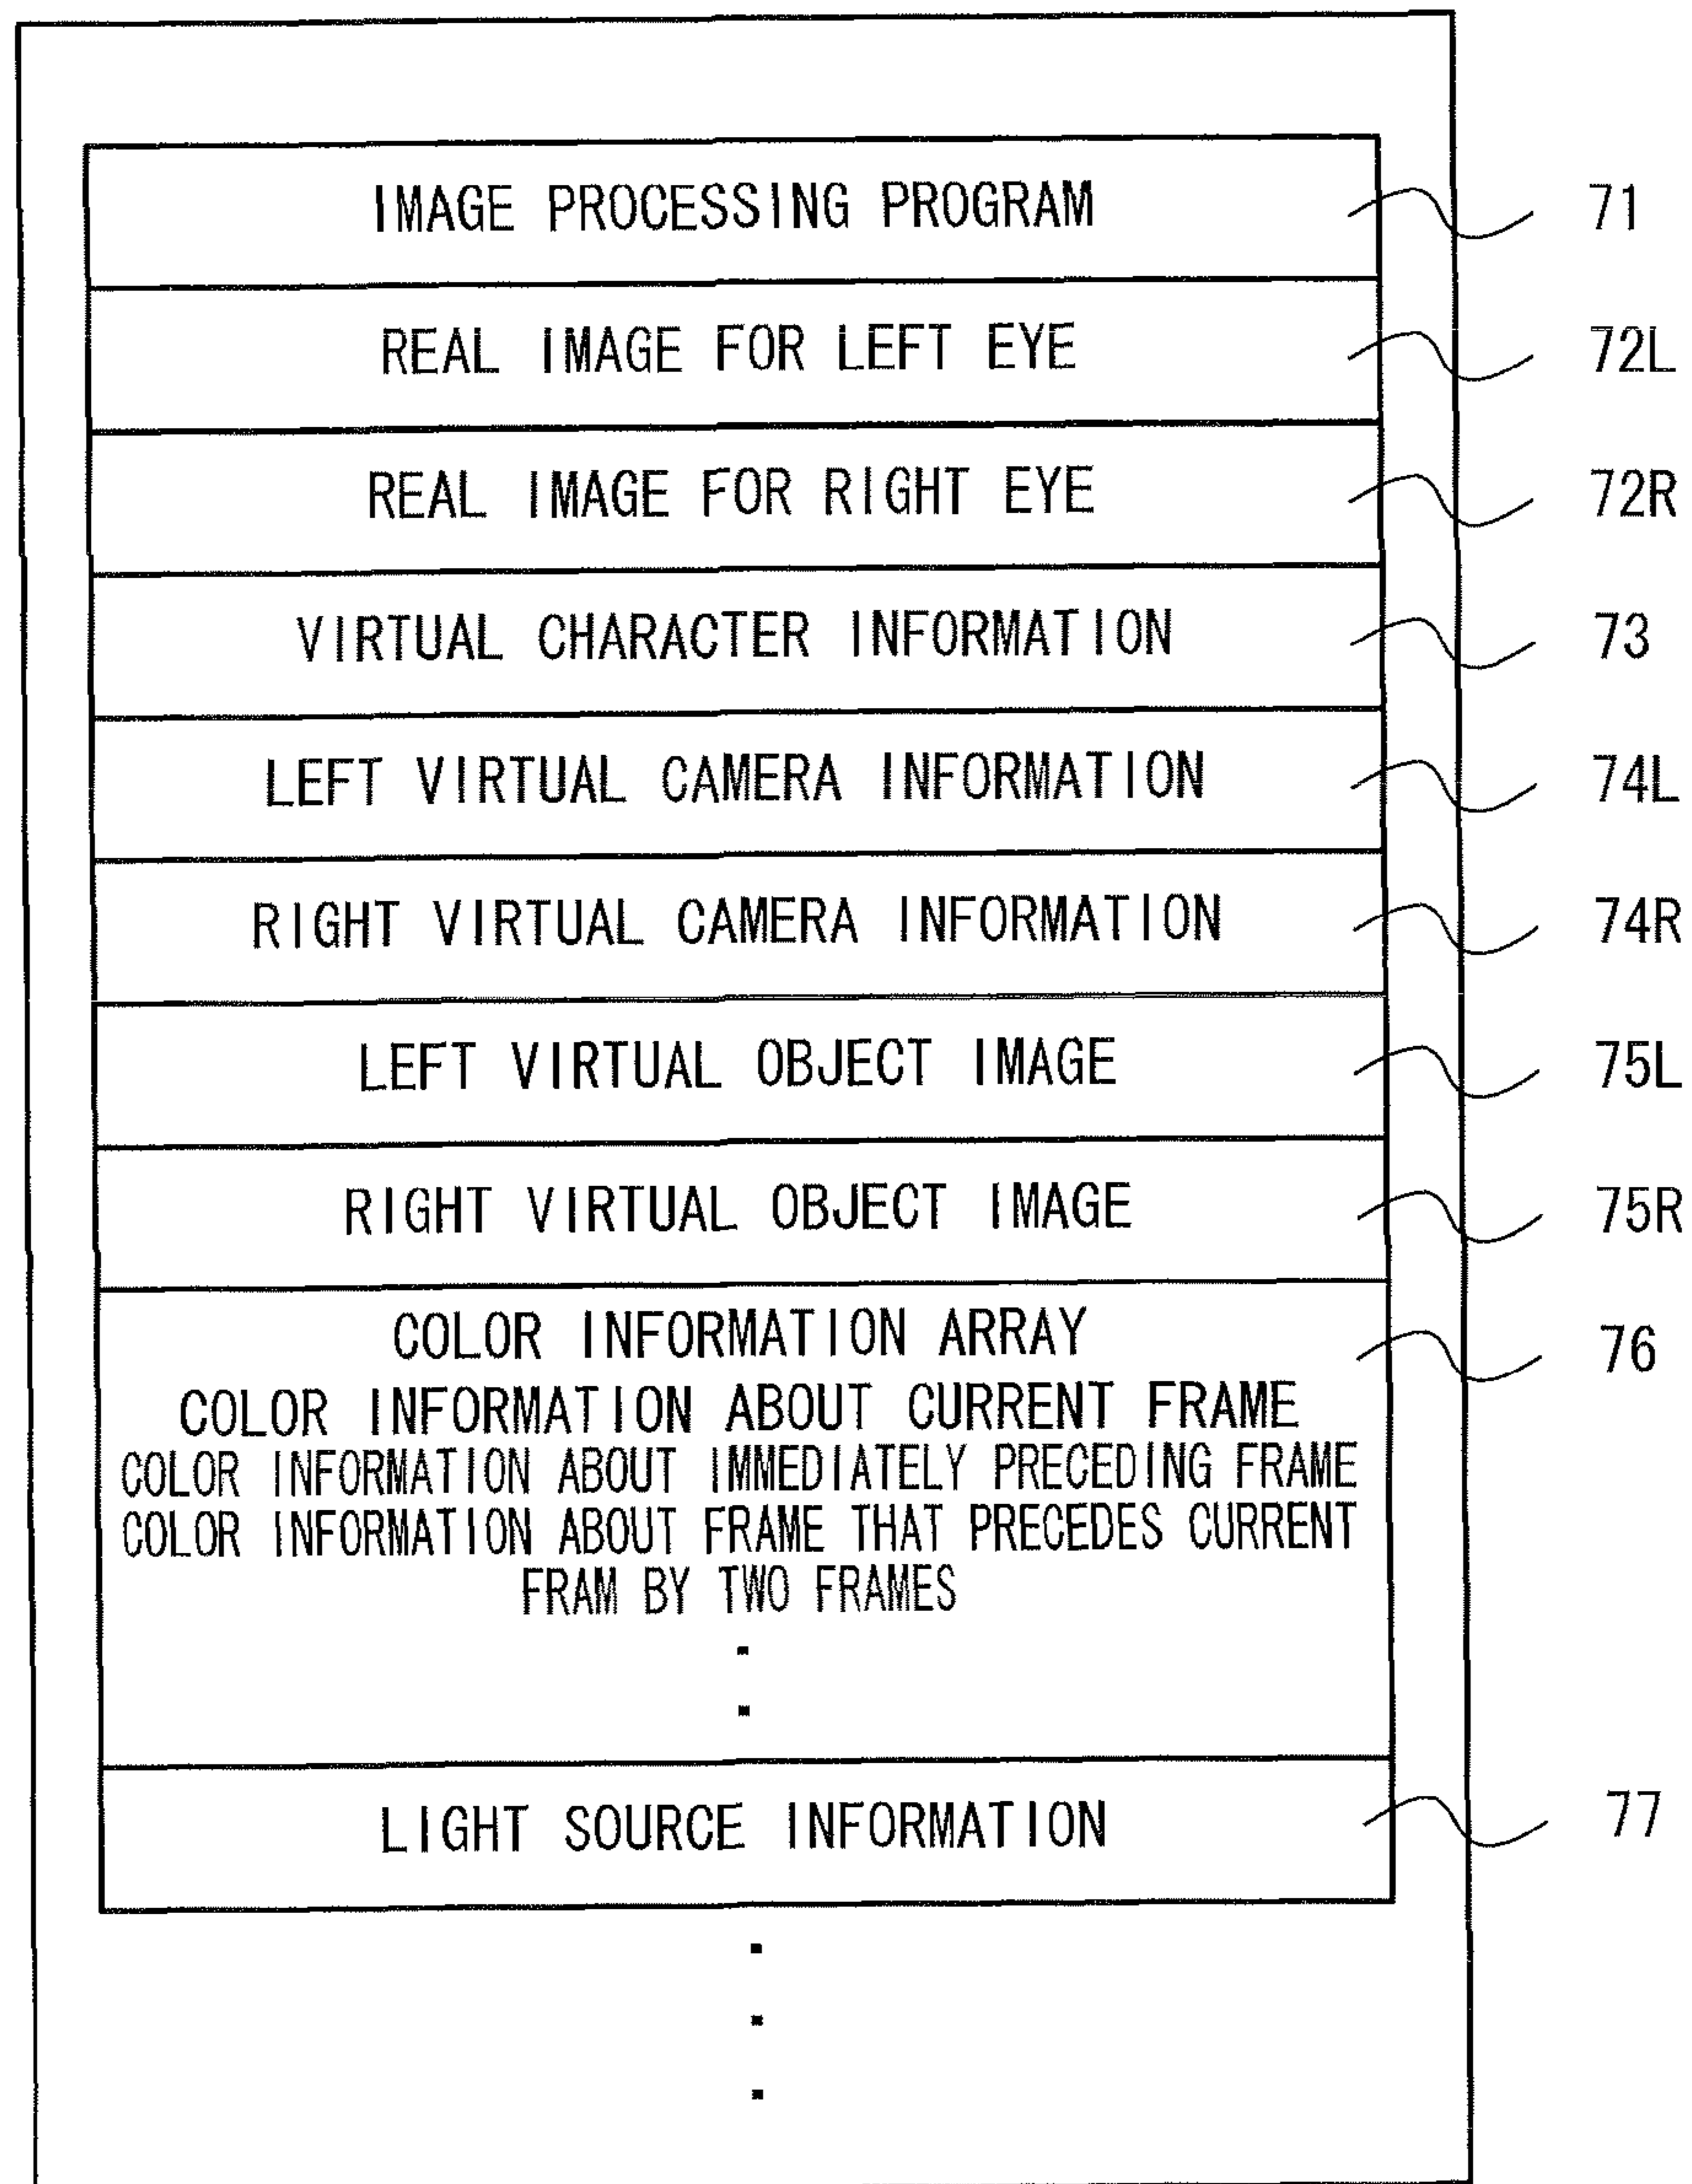 IMAGE PROCESSING PROGRAM 71
REAL IMAGE FOR LEFT EYE 72L
REAL IMAGE FOR RIGHT EYE 72R
VIRTUAL CHARACTER INFORMATION 73
LEFT VIRTUAL CAMERA INFORMATION 74L
RIGHT VIRTUAL CAMERA INFORMATION 74R
LEFT VIRTUAL OBJECT IMAGE 75L
RIGHT VIRTUAL OBJECT IMAGE 75R
COLOR INFORMATION ARRAY 76
COLOR INFORMATION ABOUT CURRENT FRAME
COLOR INFORMATION ABOUT IMMEDIATELY PRECEDING FRAME
COLOR INFORMATION ABOUT FRAME THAT PRECEDES CURRENT
FRAM BY TWO FRAMES
LIGHT SOURCE INFORMATION 77